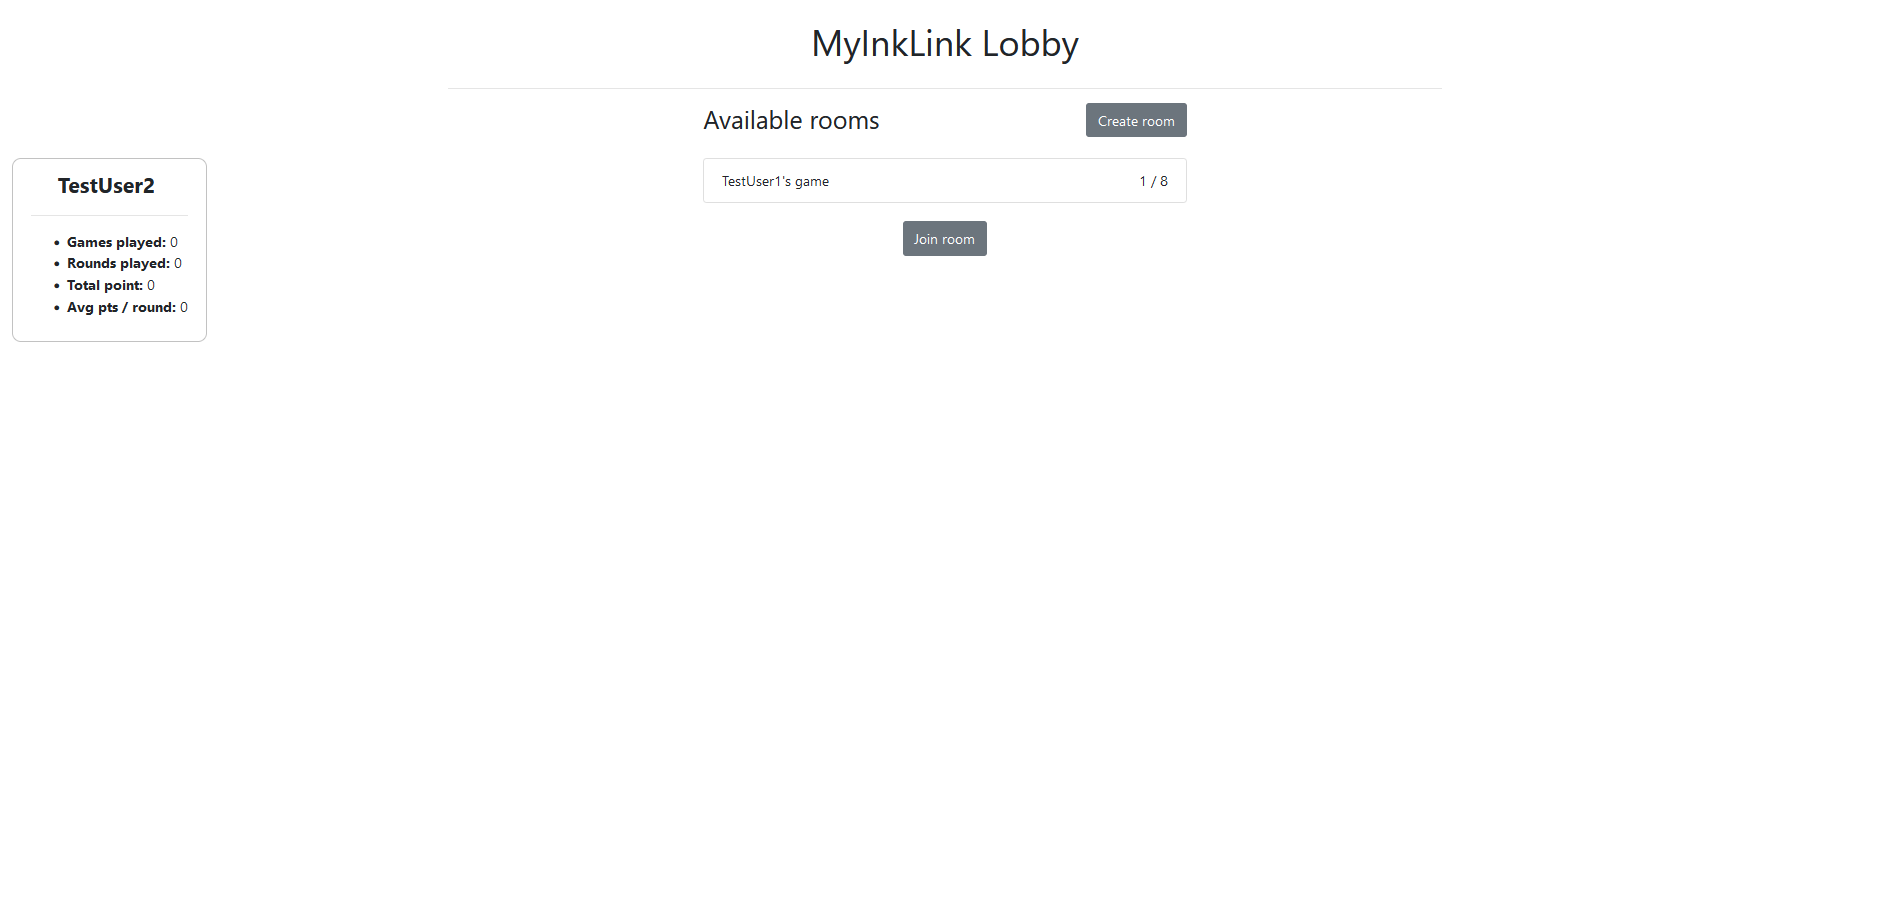 MyInkLink Lobby
Available rooms
Create room
TestUser1's game 1 / 8
Join room
TestUser2
• Games played: 0
• Rounds played: 0
• Total point: 0
• Avg pts / round: 0